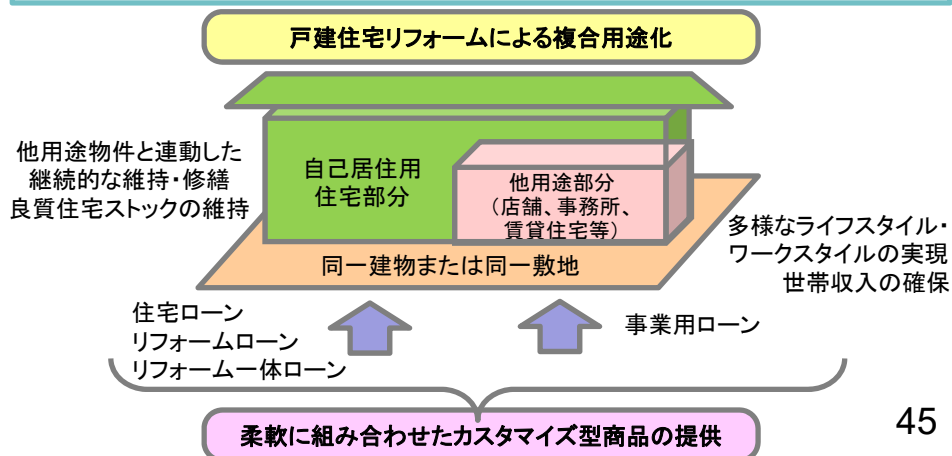 戸建住宅リフォームによる複合用途化
他用途物件と連動した
継続的な維持・修繕
良質住宅ストックの維持
自己居住用
住宅部分
他用途部分
（店舗、事務所、
賃貸住宅等）
同一建物または同一敷地
多様なライフスタイル・
ワークスタイルの実現
世帯収入の確保
住宅ローン
リフォームローン
リフォーム一体ローン
事業用ローン
柔軟に組み合わせたカスタマイズ型商品の提供
45